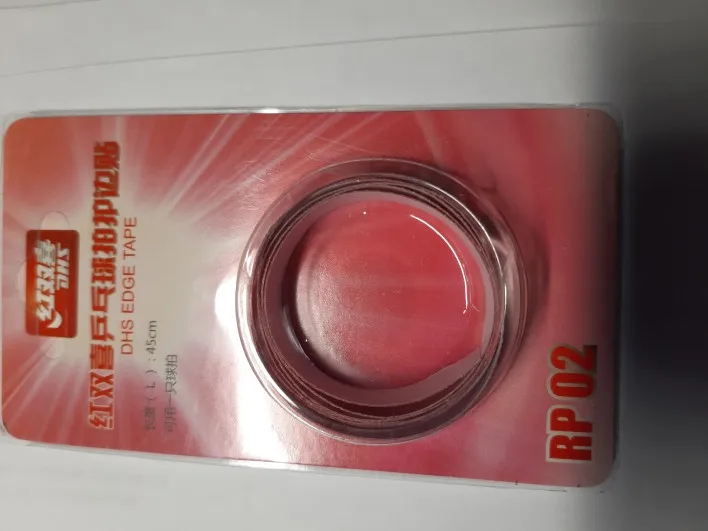 红双喜
DHS
红双喜乒乓球拍护边贴
DHS EDGE TAPE
长度 ( L ) : 45cm
可用一只球拍
RP 02